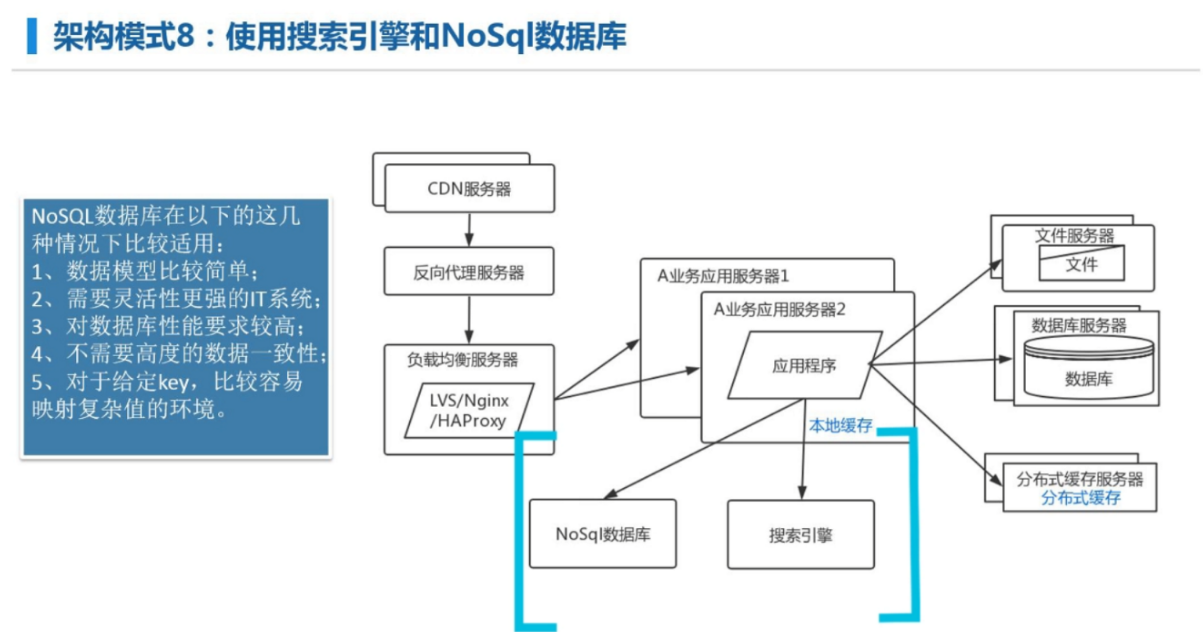 架构模式8：使用搜索引擎和NoSql数据库
NoSQL数据库在以下的这几
种情况下比较适用：
1、数据模型比较简单；
2、需要灵活性更强的IT系统；
3、对数据库性能要求较高；
4、不需要高度的数据一致性；
5、对于给定key，比较容易
映射复杂值的环境。
CDN服务器
反向代理服务器
负载均衡服务器
LVS/Nginx
/HAProxy
A业务应用服务器1
A业务应用服务器2
应用程序
本地缓存
文件服务器
文件
数据库服务器
数据库
分布式缓存服务器
分布式缓存
NoSql数据库
搜索引擎